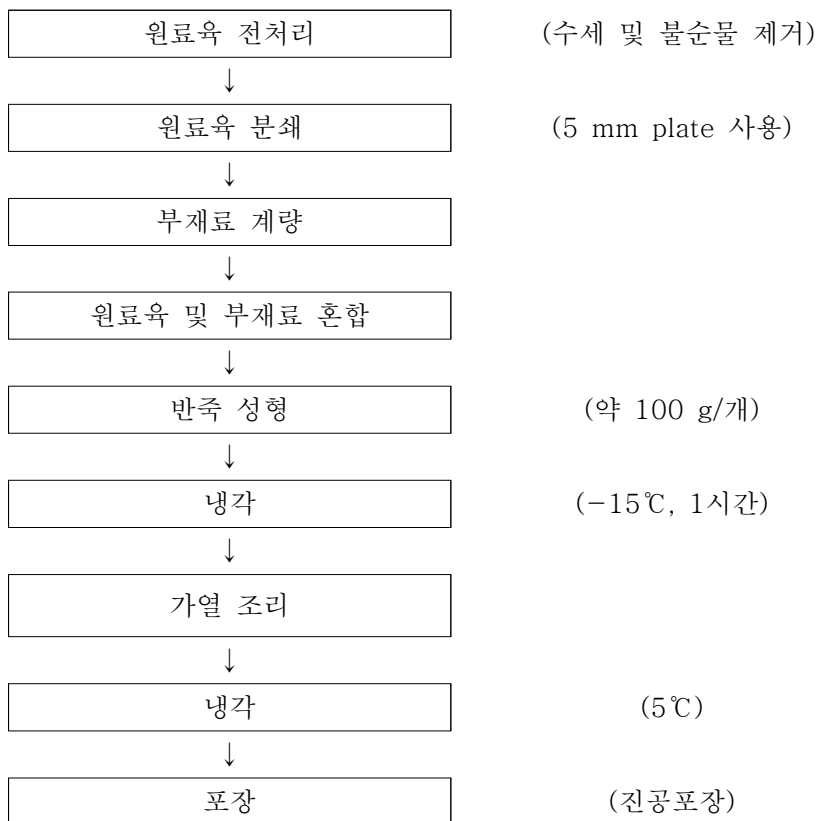 원료육 전처리 (수세 및 불순물 제거)
↓
원료육 분쇄 (5 mm plate 사용)
↓
부재료 계량
↓
원료육 및 부재료 혼합
↓
반죽 성형 (약 100 g/개)
↓
냉각 (-15℃, 1시간)
↓
가열 조리
↓
냉각 (5℃)
↓
포장 (진공포장)